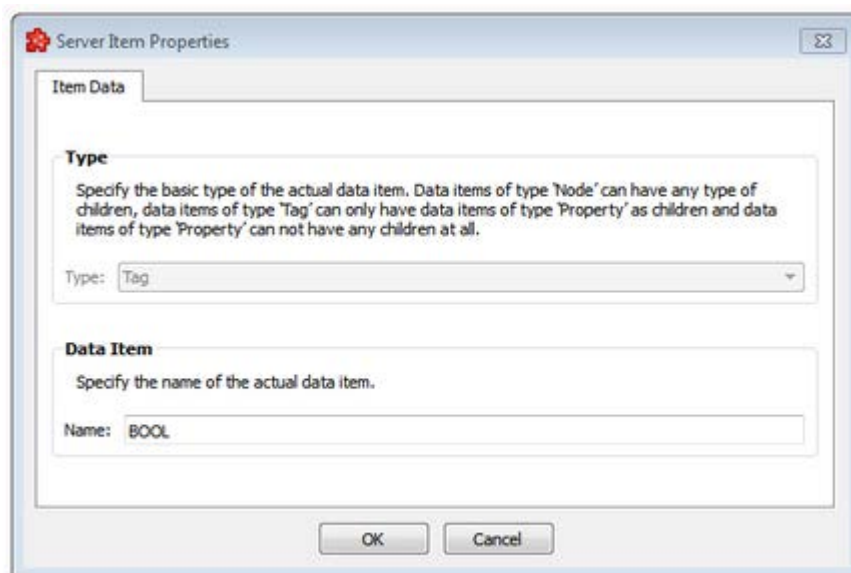 Server Item Properties
Item Data
Type
Specify the basic type of the actual data item. Data items of type 'Node' can have any type of
children, data items of type 'Tag' can only have data items of type 'Property' as children and data
items of type 'Property' can not have any children at all.
Type: Tag
Data Item
Specify the name of the actual data item.
Name: BOOL
OK Cancel